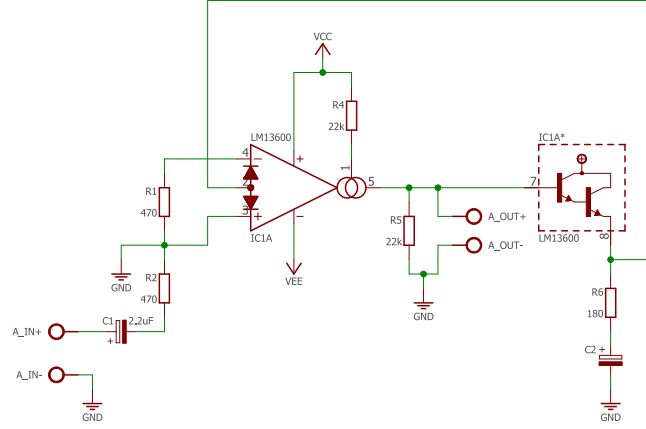 VCC
R4
22k
LM13600
4
1
IC1A*
R1
470
2
5
7
3
A_OUT+
R5
22k
IC1A
A_OUT-
LM13600
8
GND
R2
470
VEE
R6
180
GND
C1
2.2uF
A_IN+
+
C2
+
A_IN-
GND
GND